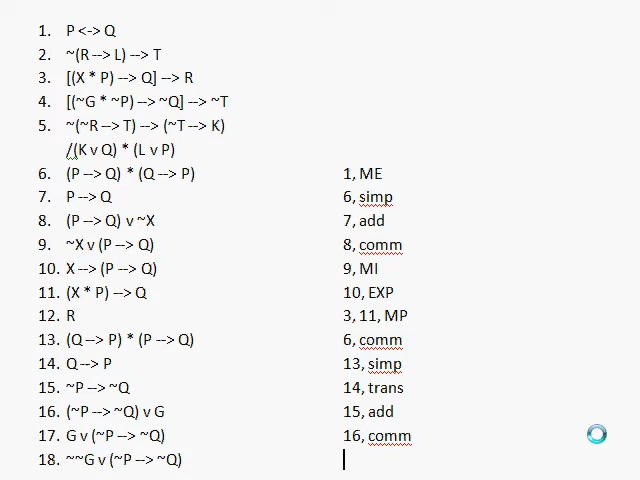 1. P <-> Q
2. ~(R --> L) --> T
3. [(X * P) --> Q] --> R
4. [(~G * ~P) --> ~Q] --> ~T
5. ~(~R --> T) --> (~T --> K)
/(K v Q) * (L v P)
6. (P --> Q) * (Q --> P) 1, ME
7. P --> Q 6, simp
8. (P --> Q) v ~X 7, add
9. ~X v (P --> Q) 8, comm
10. X --> (P --> Q) 9, MI
11. (X * P) --> Q 10, EXP
12. R 3, 11, MP
13. (Q --> P) * (P --> Q) 6, comm
14. Q --> P 13, simp
15. ~P --> ~Q 14, trans
16. (~P --> ~Q) v G 15, add
17. G v (~P --> ~Q) 16, comm
18. ~~G v (~P --> ~Q)